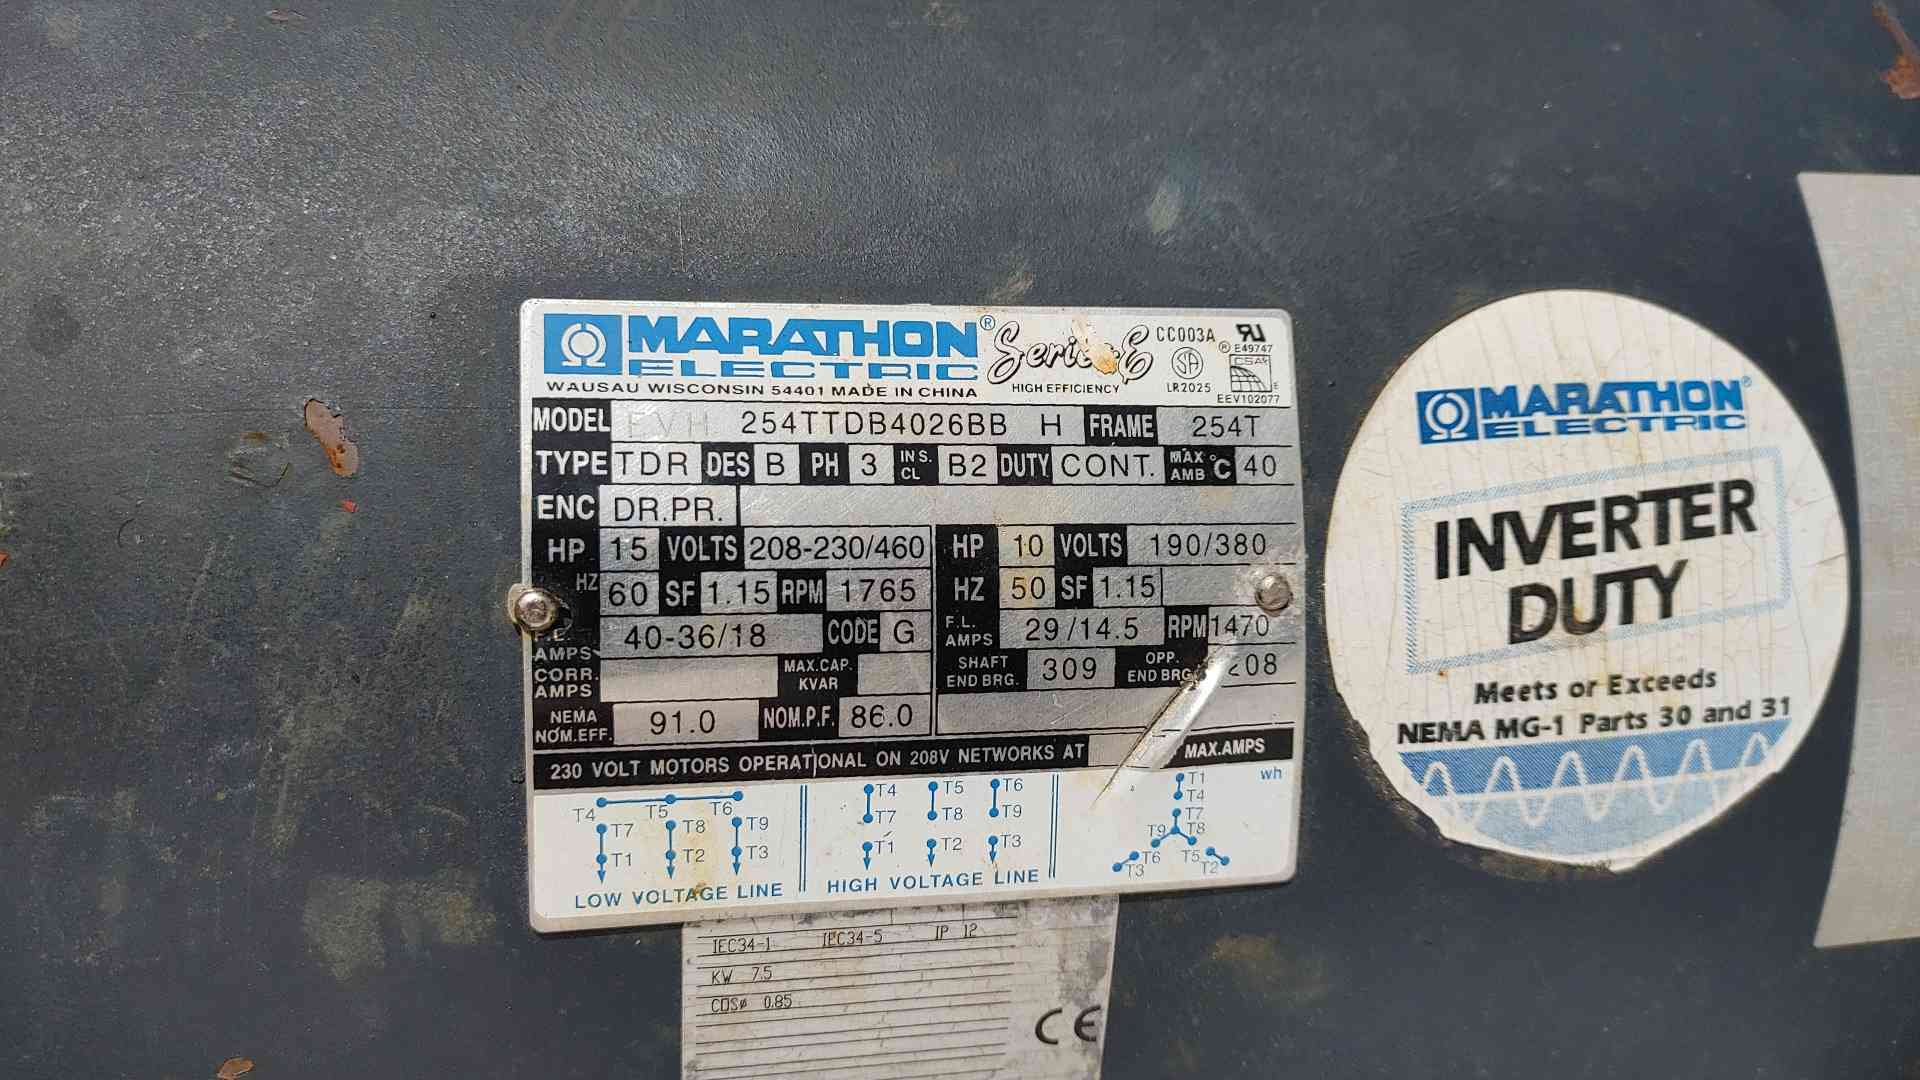 MARATHON® Series E CC003A
ELECTRIC HIGH EFFICIENCY LR2025 ® E49747
WAUSAU WISCONSIN 54401 MADE IN CHINA EEV102077
MODEL EVH 254TTDB4026BB H FRAME 254T
TYPE TDR DES B PH 3 INS. CL B2 DUTY CONT. MAX AMB °C 40
ENC DR.PR.
HP 15 VOLTS 208-230/460 HP 10 VOLTS 190/380
HZ 60 SF 1.15 RPM 1765 HZ 50 SF 1.15
F.L. AMPS 40-36/18 CODE G F.L. AMPS 29/14.5 RPM 1470
CORR. AMPS MAX.CAP. KVAR SHAFT END BRG. 309 OPP. END BRG. 208
NEMA NOM.EFF. 91.0 NOM.P.F. 86.0
230 VOLT MOTORS OPERATIONAL ON 208V NETWORKS AT MAX.AMPS
wh
T4 T5 T6
T7 T8 T9
T1 T2 T3
LOW VOLTAGE LINE
T4 T5 T6
T7 T8 T9
T1 T2 T3
HIGH VOLTAGE LINE
T1
T4
T7
T9 T8
T6 T5
T3 T2
IEC34-1 IEC34-5 IP 12
KW 7.5
COSø 0.85
CE
MARATHON®
ELECTRIC
INVERTER
DUTY
Meets or Exceeds
NEMA MG-1 Parts 30 and 31